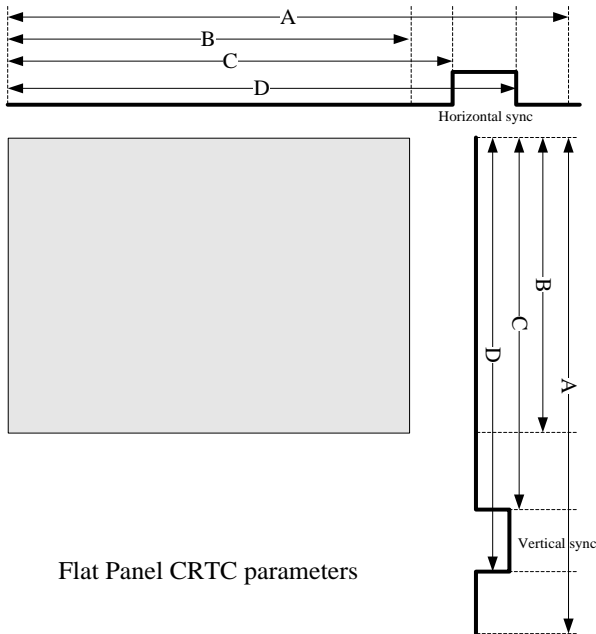 A
B
C
D
Horizontal sync
B
C
D
A
Vertical sync
Flat Panel CRTC parameters